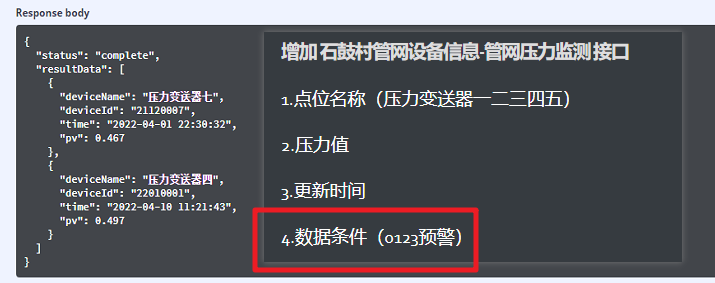 Response body
{
"status": "complete",
"resultData": [
{
"deviceName": "压力变送器七",
"deviceId": "21120007",
"time": "2022-04-01 22:30:32",
"pv": 0.467
},
{
"deviceName": "压力变送器四",
"deviceId": "22010001",
"time": "2022-04-10 11:21:43",
"pv": 0.497
}
]
}
增加 石鼓村管网设备信息-管网压力监测 接口
1.点位名称（压力变送器一二三四五）
2.压力值
3.更新时间
4.数据条件（0123预警）